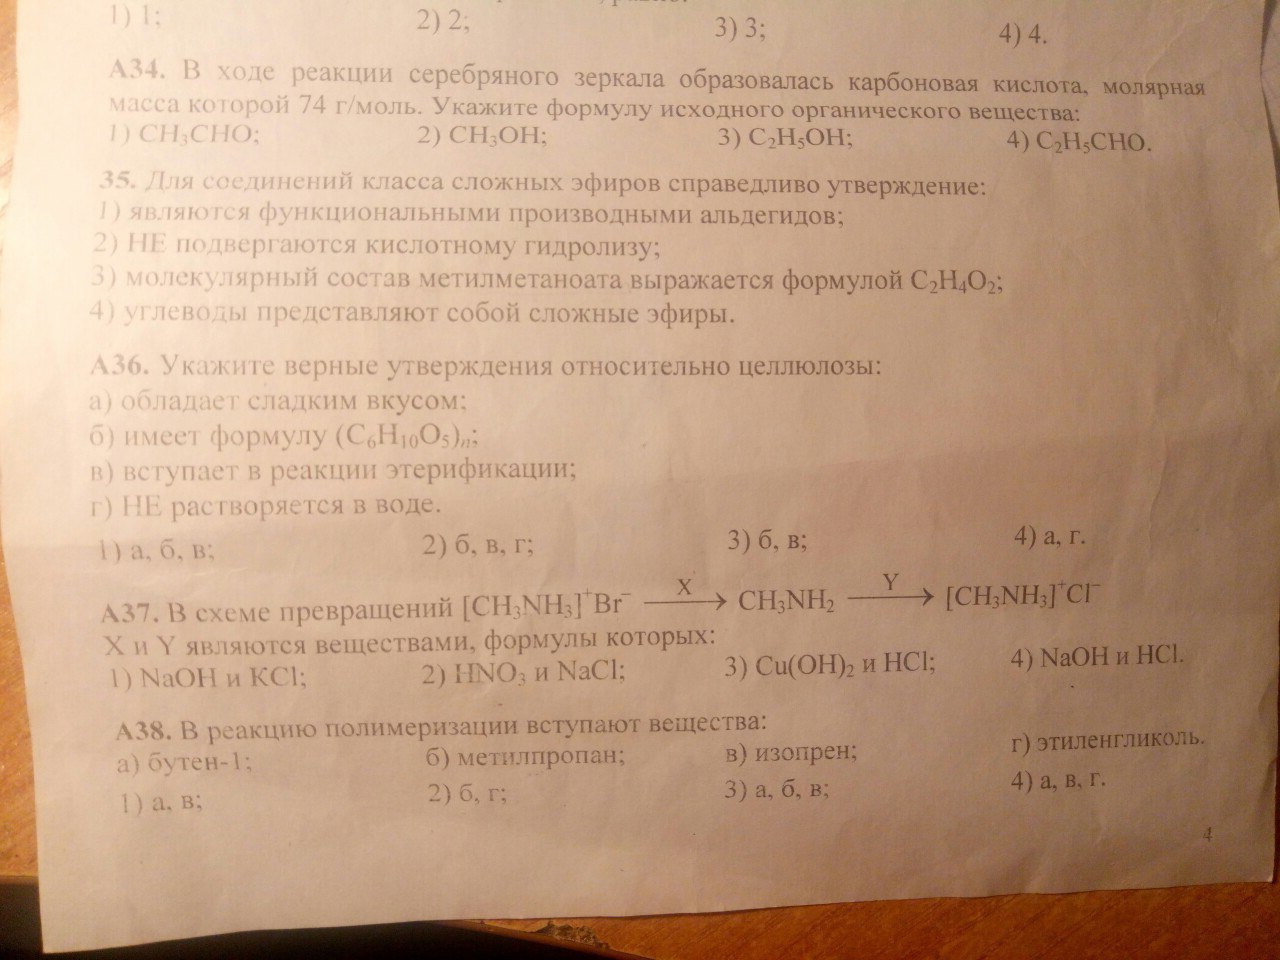 1) 1; 2) 2; 3) 3; 4) 4.
А34. В ходе реакции серебряного зеркала образовалась карбоновая кислота, молярная
масса которой 74 г/моль. Укажите формулу исходного органического вещества:
1) CH₃CHO; 2) CH₃OH; 3) C₂H₅OH; 4) C₂H₅CHO.
35. Для соединений класса сложных эфиров справедливо утверждение:
1) являются функциональными производными альдегидов;
2) НЕ подвергаются кислотному гидролизу;
3) молекулярный состав метилметаноата выражается формулой C₂H₄O₂;
4) углеводы представляют собой сложные эфиры.
А36. Укажите верные утверждения относительно целлюлозы:
а) обладает сладким вкусом;
б) имеет формулу (C₆H₁₀O₅)ₙ;
в) вступает в реакции этерификации;
г) НЕ растворяется в воде.
1) а, б, в; 2) б, в, г; 3) б, в; 4) а, г.
А37. В схеме превращений [CH₃NH₃]⁺Br⁻ —X→ CH₃NH₂ —Y→ [CH₃NH₃]⁺Cl⁻
X и Y являются веществами, формулы которых:
1) NaOH и KCl; 2) HNO₃ и NaCl; 3) Cu(OH)₂ и HCl; 4) NaOH и HCl.
А38. В реакцию полимеризации вступают вещества:
а) бутен-1; б) метилпропан; в) изопрен; г) этиленгликоль.
1) а, в; 2) б, г; 3) а, б, в; 4) а, в, г.
4